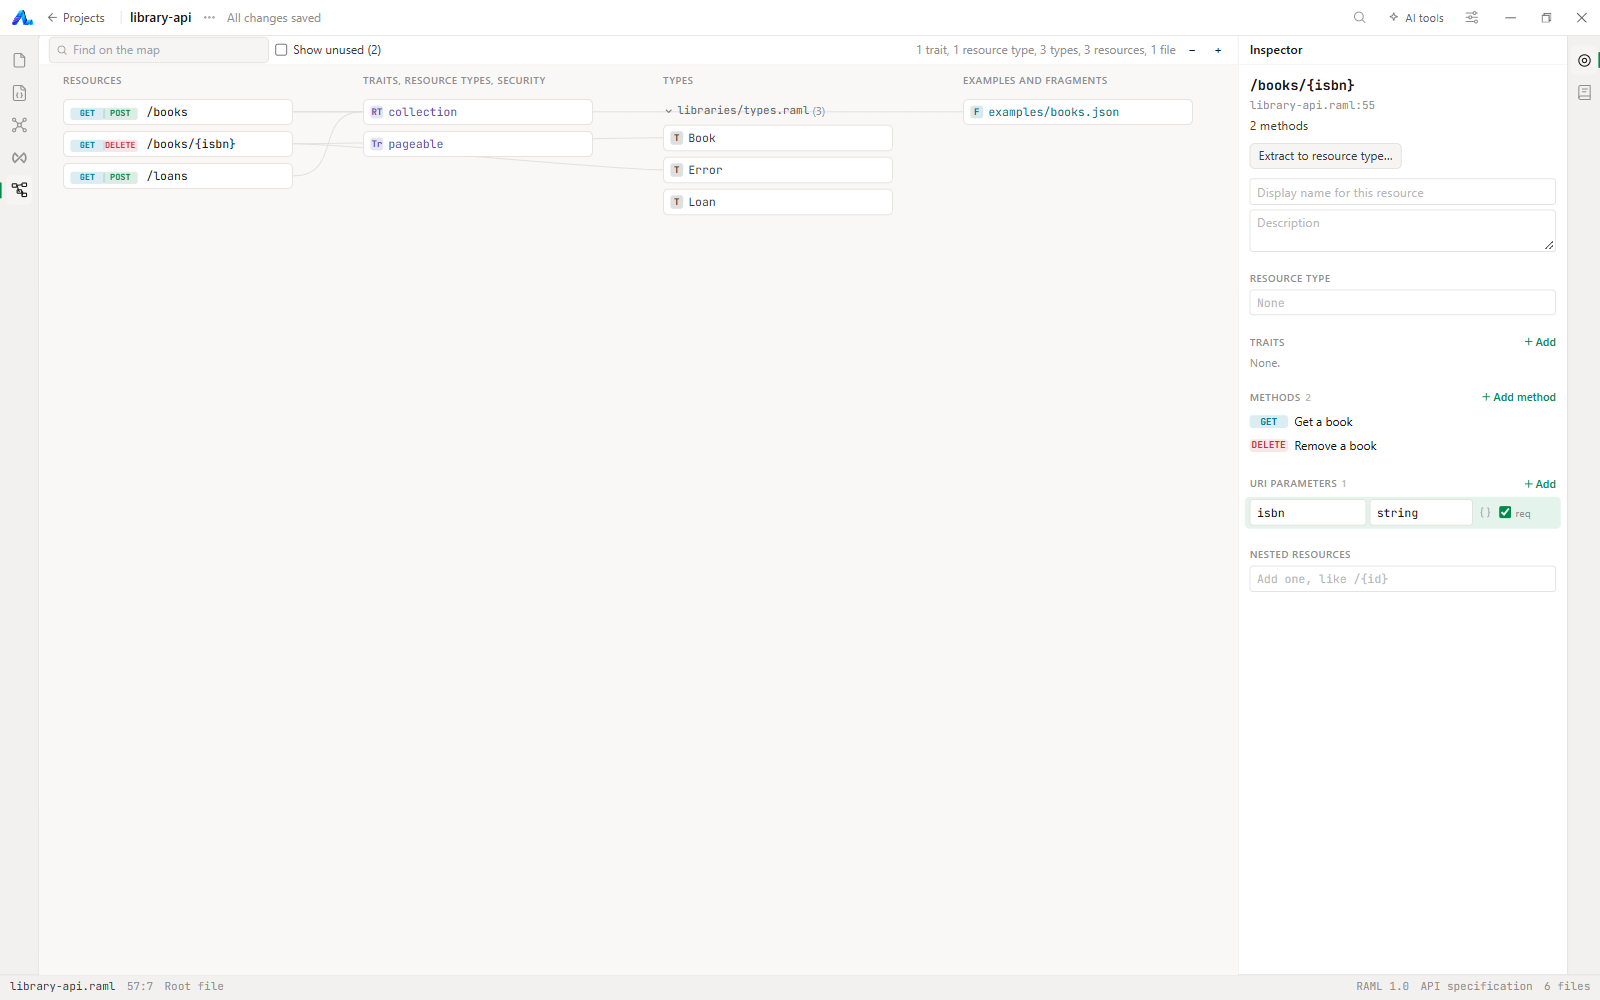 Projects library-api ··· All changes saved AI tools
Find on the map Show unused (2) 1 trait, 1 resource type, 3 types, 3 resources, 1 file − +
RESOURCES TRAITS, RESOURCE TYPES, SECURITY TYPES EXAMPLES AND FRAGMENTS
GET POST /books RT collection libraries/types.raml (3) F examples/books.json
T Book
GET DELETE /books/{isbn} Tr pageable
T Error
GET POST /loans
T Loan
Inspector
/books/{isbn}
library-api.raml:55
2 methods
Extract to resource type...
Display name for this resource
Description
RESOURCE TYPE
None
TRAITS + Add
None.
METHODS 2 + Add method
GET Get a book
DELETE Remove a book
URI PARAMETERS 1 + Add
isbn string {} req
NESTED RESOURCES
Add one, like /{id}
library-api.raml 57:7 Root file RAML 1.0 API specification 6 files